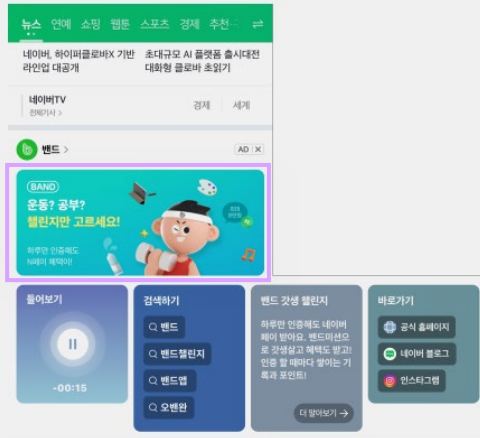 뉴스 연예 쇼핑 웹툰 스포츠 경제 추천
네이버, 하이퍼클로바X 기반 라인업 대공개
초대규모 AI 플랫폼 출시대전
대화형 클로바 초읽기
네이버TV
전체기사 >
경제 세계
밴드 >
AD X
BAND
운동? 공부?
챌린지만 고르세요!
하루만 인증해도
N페이 혜택이!
들어보기
-00:15
검색하기
밴드
밴드챌린지
밴드앱
오밴완
밴드 갓생 챌린지
하루만 인증해도 네이버
페이 받아요. 밴드미션으
로 갓생살고 혜택도 받고!
인증 할 때마다 쌓이는 기
록과 포인트!
더 알아보기 →
바로가기
공식 홈페이지
네이버 블로그
인스타그램